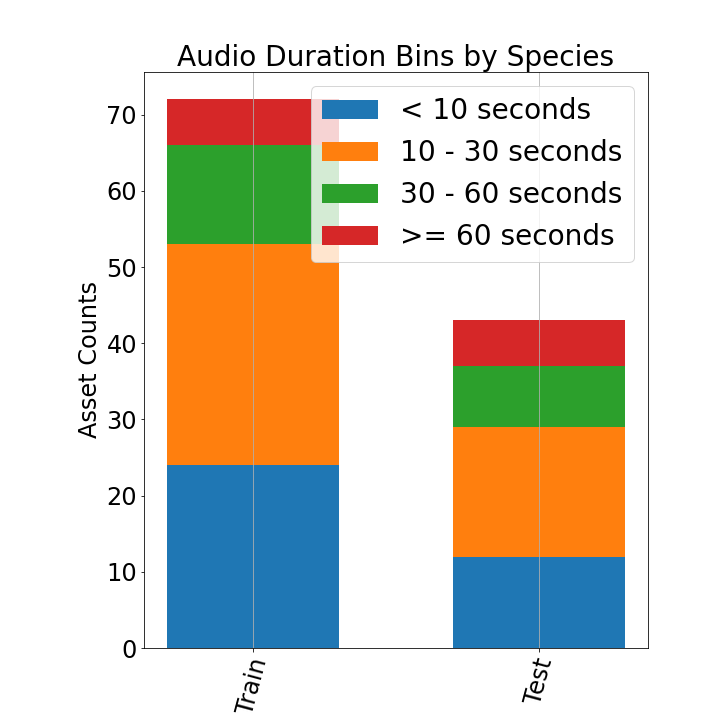 Audio Duration Bins by Species
< 10 seconds
10 - 30 seconds
30 - 60 seconds
>= 60 seconds
Asset Counts
70
60
50
40
30
20
10
0
Train
Test